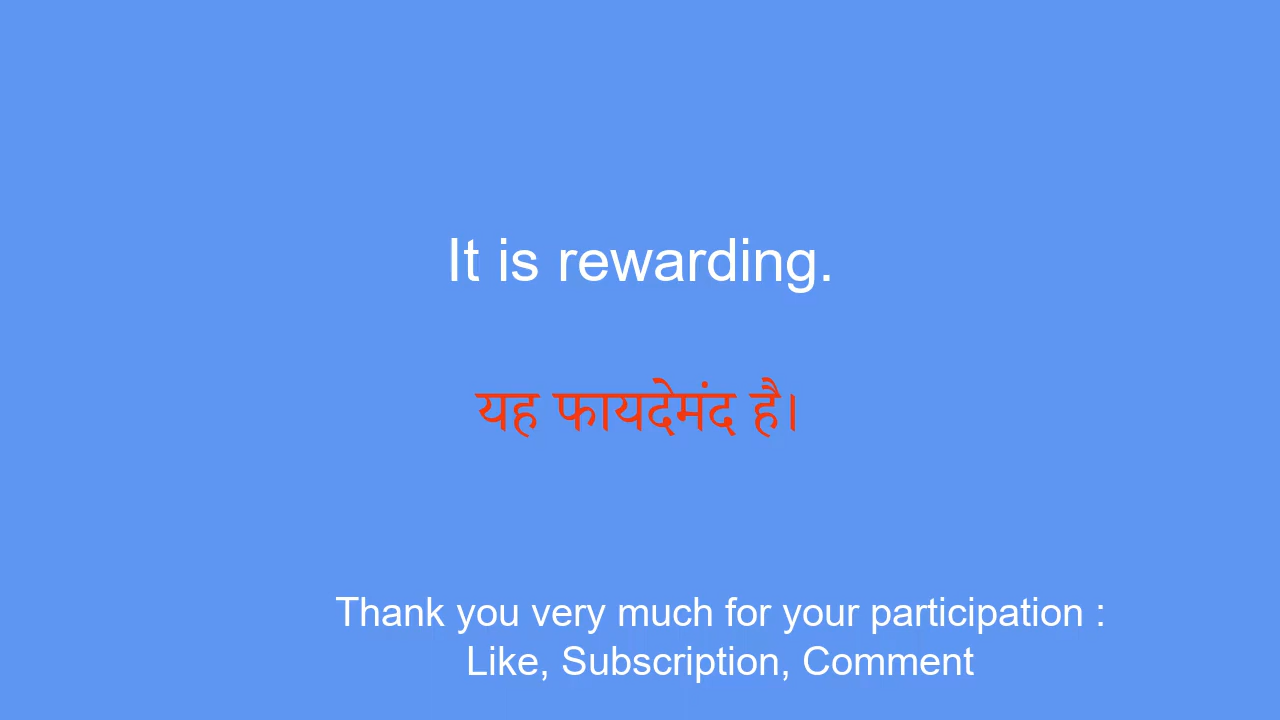 It is rewarding.
यह फायदेमंद है।
Thank you very much for your participation :
Like, Subscription, Comment